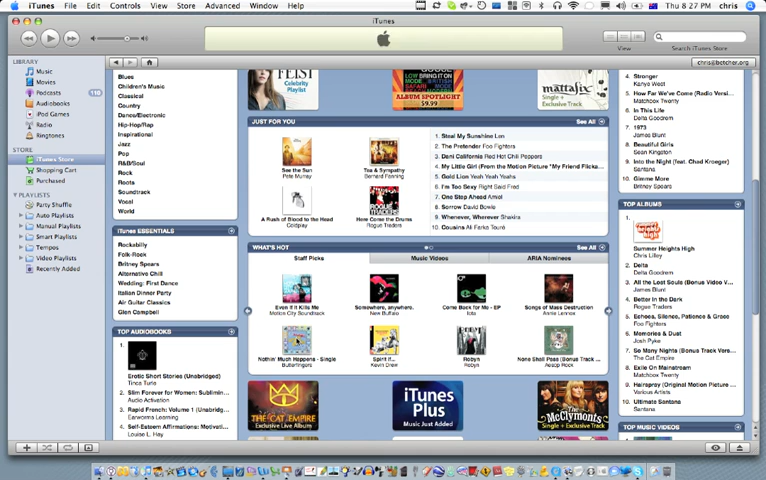 iTunes File Edit Controls View Store Advanced Window Help
Thu 8:27 PM chris
iTunes
View
Search iTunes Store
LIBRARY
Music
Movies
Podcasts
Audiobooks
iPod Games
Radio
Ringtones
STORE
iTunes Store
Shopping Cart
Purchased
PLAYLISTS
Party Shuffle
Auto Playlists
Manual Playlists
Smart Playlists
Tempos
Video Playlists
Recently Added
chris@betcher.org
Blues
Children's Music
Classical
Country
Dance/Electronic
Hip-Hop/Rap
Inspirational
Jazz
Pop
R&B/Soul
Rock
Roots
Soundtrack
Vocal
World
iTunes ESSENTIALS
Rockabilly
Folk-Rock
Britney Spears
Alternative Chill
Wedding: First Dance
Italian Dinner Party
Air Guitar Classics
Glen Campbell
TOP AUDIOBOOKS
1.
Erotic Short Stories (Unabridged)
Tinca Turle
2. Slim Forever for Women: Sublimin...
Audio Activation
3. Rapid French: Volume 1 (Unabridg...
Earworms Learning
4. Self-Esteem Affirmations: Motivati...
Louise L. Hay
FEIST
Celebrity Playlist
ALBUM SPOTLIGHT
$9.99
mattafix
Single +
Exclusive Track
JUST FOR YOU
See All
See the Sun
Pete Murray
Tea & Sympathy
Bernard Fanning
A Rush of Blood to the Head
Coldplay
Here Come the Drums
Rogue Traders
1. Steal My Sunshine Len
2. The Pretender Foo Fighters
3. Dani California Red Hot Chili Peppers
4. My Little Girl (From the Motion Picture "My Friend Flicka...
5. Gold Lion Yeah Yeah Yeahs
6. I'm Too Sexy Right Said Fred
7. One Step Ahead Amiel
8. Sorrow David Bowie
9. Whenever, Wherever Shakira
10. Cousins Ali Farka Touré
WHAT'S HOT
See All
Staff Picks
Music Videos
ARIA Nominees
Even If It Kills Me
Motion City Soundtrack
Somewhere, anywhere.
New Buffalo
Come Back for Me - EP
Iota
Songs of Mass Destruction
Annie Lennox
Nothin' Much Happens - Single
Butterfingers
Spirit it...
Kevin Drew
Robyn
Robyn
None Shall Pass (Bonus Track ...
Aesop Rock
THE CAT EMPIRE
Exclusive Live Album
iTunes
Plus
Music Just Added
The McClymonts
Single + Exclusive Track
4. Stronger
Kanye West
5. How Far We've Come (Radio Versi...
Matchbox Twenty
6. In This Life
Delta Goodrem
7. 1973
James Blunt
8. Beautiful Girls
Sean Kingston
9. Into the Night (feat. Chad Kroeger)
Santana
10. Gimme More
Britney Spears
TOP ALBUMS
1.
Summer Heights High
Chris Lilley
2. Delta
Delta Goodrem
3. All the Lost Souls (Bonus Video V...
James Blunt
4. Better In the Dark
Rogue Traders
5. Echoes, Silence, Patience & Grace
Foo Fighters
6. Memories & Dust
Josh Pyke
7. So Many Nights (Bonus Track Vers...
The Cat Empire
8. Exile On Mainstream
Matchbox Twenty
9. Hairspray (Original Motion Picture ...
Various Artists
10. Ultimate Santana
Santana
TOP MUSIC VIDEOS